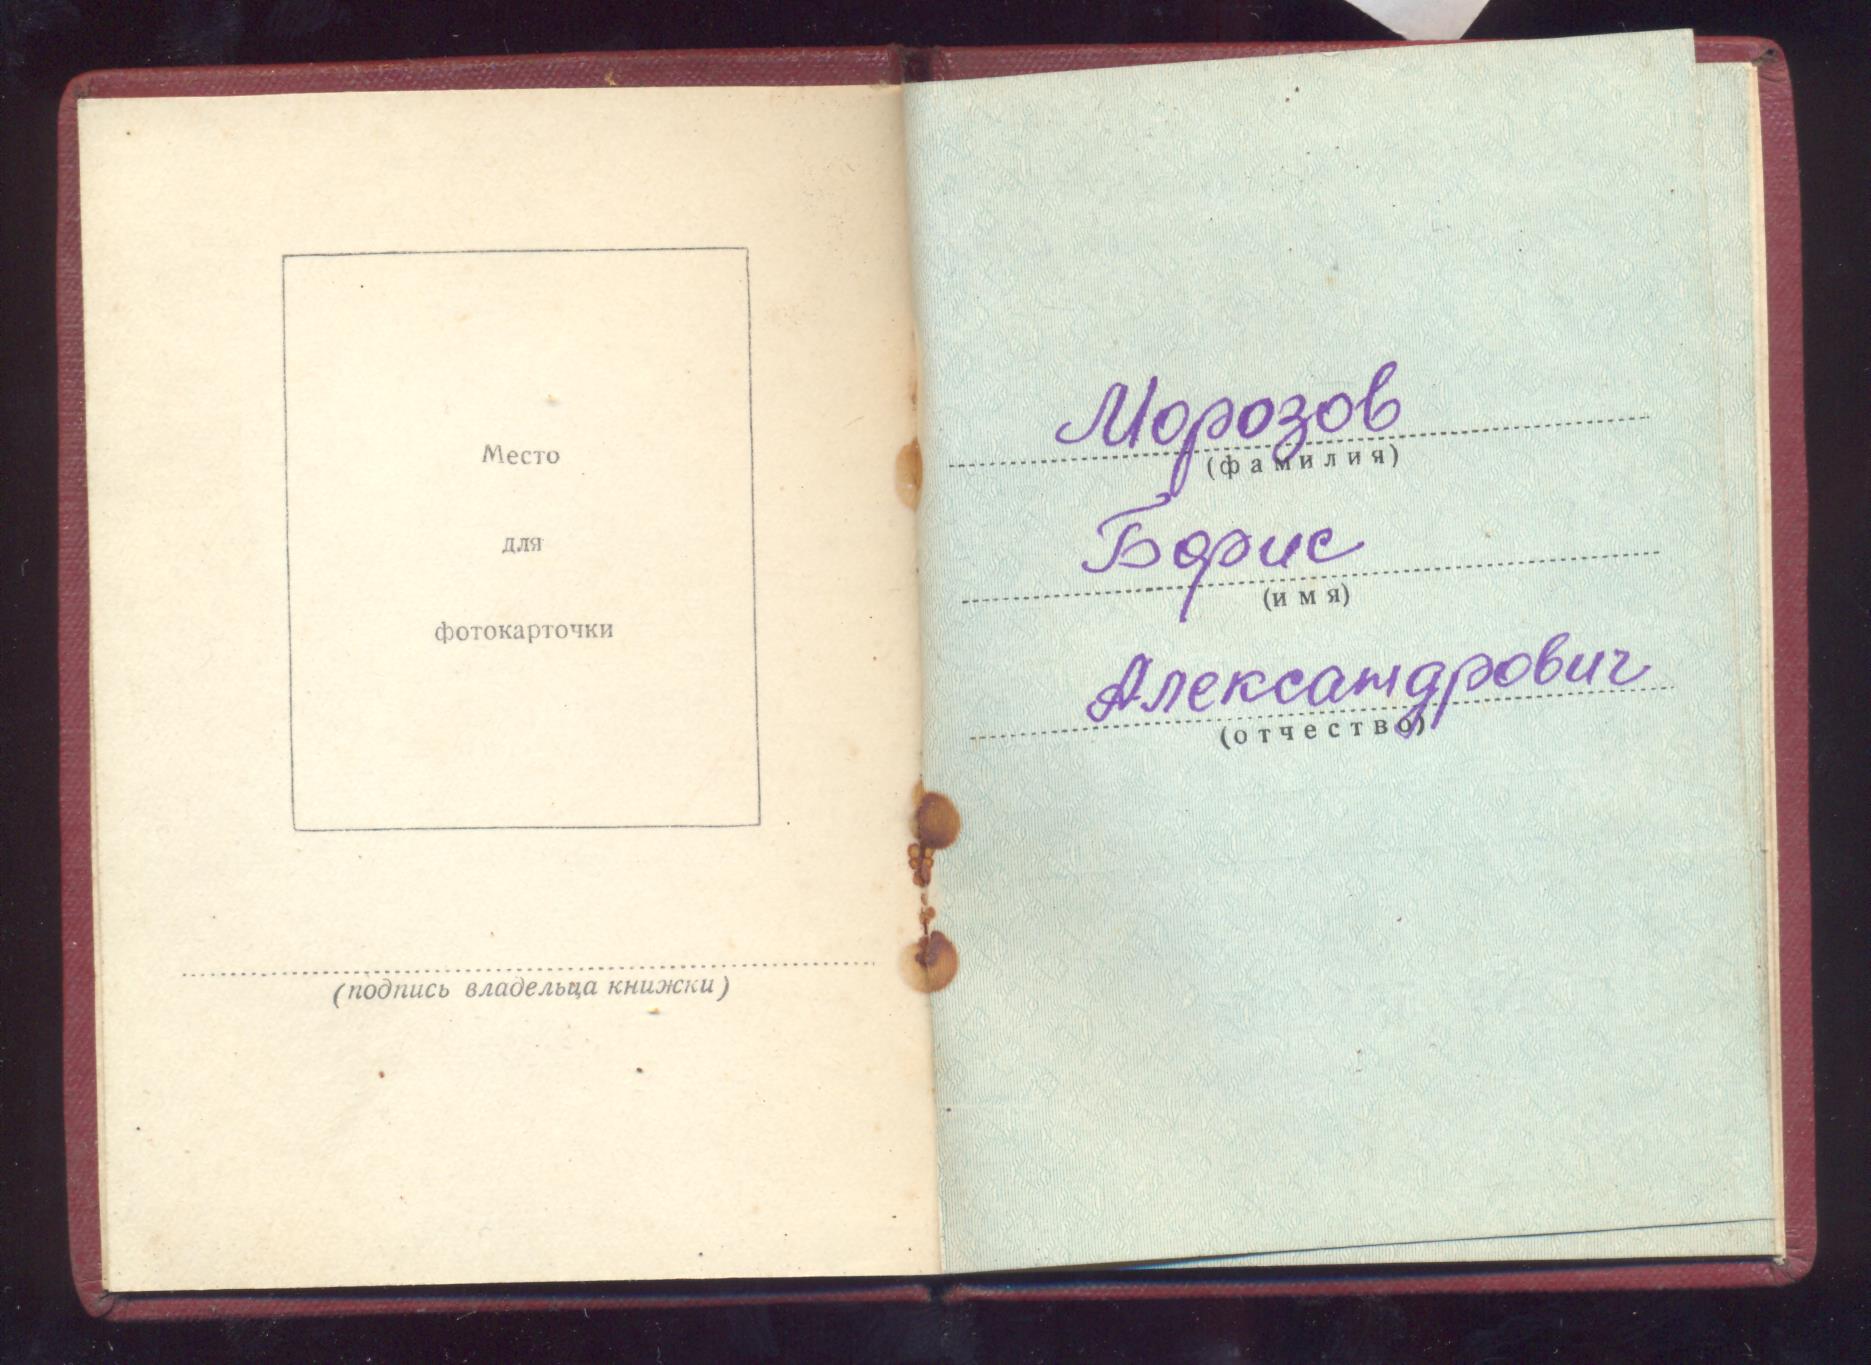 Место
для
фотокарточки
(подпись владельца книжки)
Морозов
(фамилия)
Борис
(имя)
Александрович
(отчество)